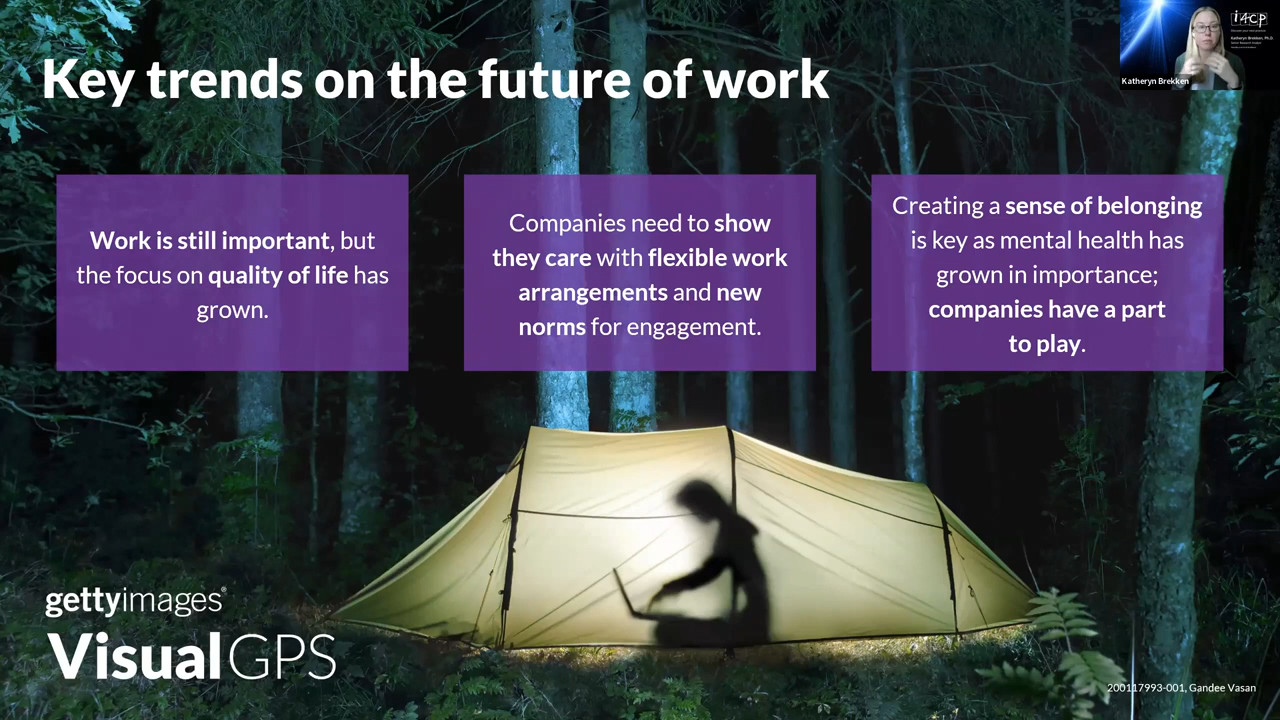 Key trends on the future of work
i4cp
Katheryn Brekken, Ph.D.
Katheryn Brekken
Work is still important, but
the focus on quality of life has
grown.
Companies need to show
they care with flexible work
arrangements and new
norms for engagement.
Creating a sense of belonging
is key as mental health has
grown in importance;
companies have a part
to play.
gettyimages®
VisualGPS
200117993-001, Gandee Vasan